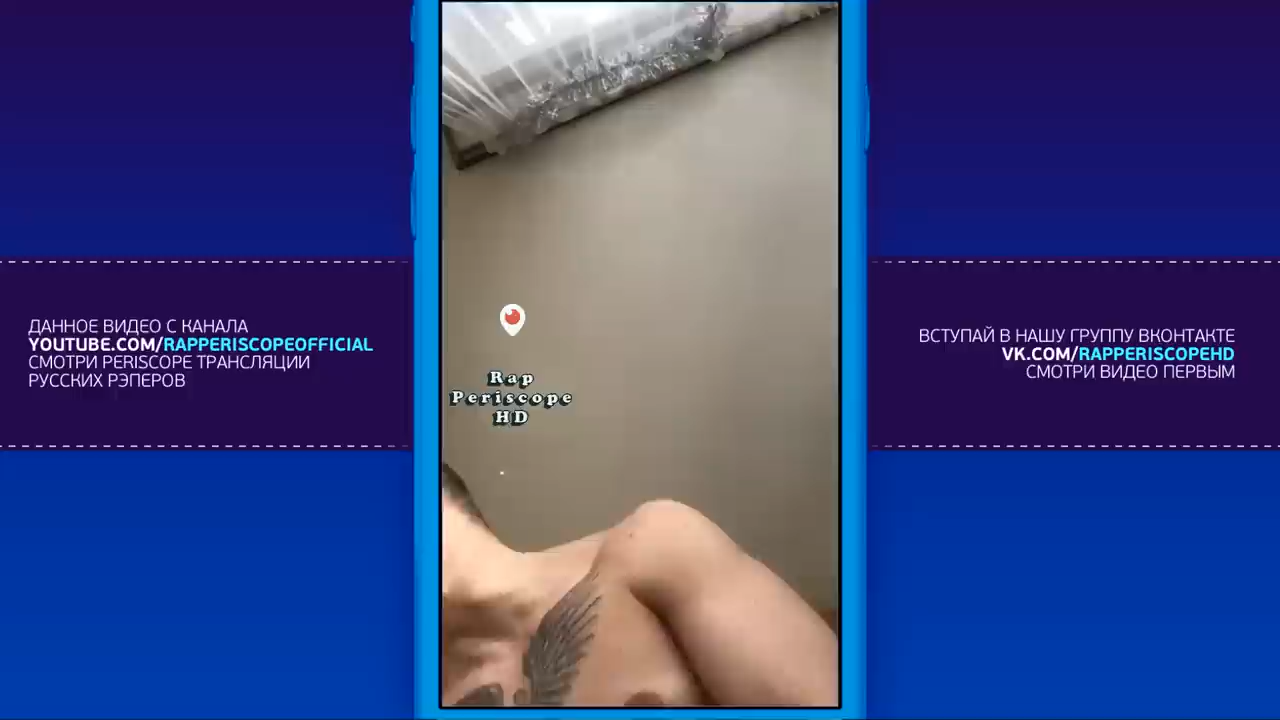 ДАННОЕ ВИДЕО С КАНАЛА
YOUTUBE.COM/RAPPERISCOPEOFFICIAL
СМОТРИ PERISCOPE ТРАНСЛЯЦИИ
РУССКИХ РЭПЕРОВ
Rap
Periscope
HD
ВСТУПАЙ В НАШУ ГРУППУ ВКОНТАКТЕ
VK.COM/RAPPERISCOPEHD
СМОТРИ ВИДЕО ПЕРВЫМ